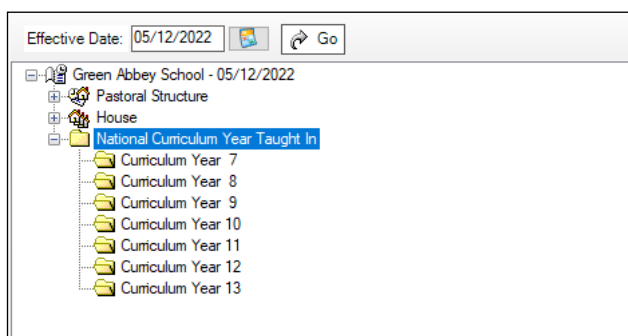 Effective Date: 05/12/2022 Go
Green Abbey School - 05/12/2022
Pastoral Structure
House
National Curriculum Year Taught In
Curriculum Year 7
Curriculum Year 8
Curriculum Year 9
Curriculum Year 10
Curriculum Year 11
Curriculum Year 12
Curriculum Year 13